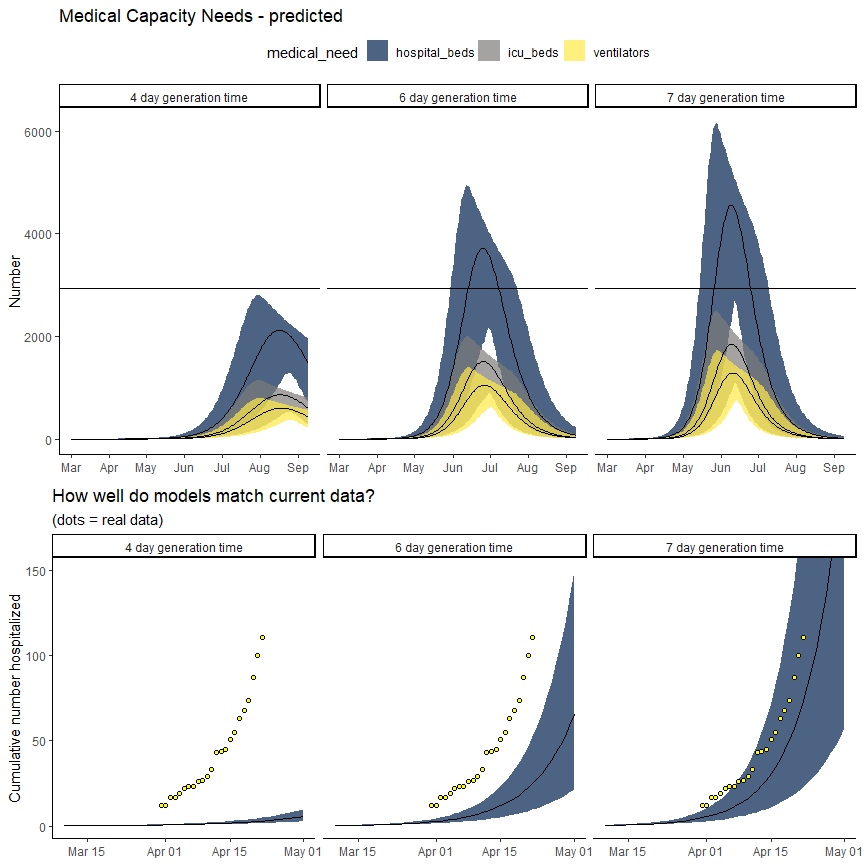 Medical Capacity Needs - predicted
medical_need hospital_beds icu_beds ventilators
4 day generation time 6 day generation time 7 day generation time
6000
4000
2000
0
Number
Mar Apr May Jun Jul Aug Sep Mar Apr May Jun Jul Aug Sep Mar Apr May Jun Jul Aug Sep
How well do models match current data?
(dots = real data)
4 day generation time 6 day generation time 7 day generation time
150
100
50
0
Cumulative number hospitalized
Mar 15 Apr 01 Apr 15 May 01 Mar 15 Apr 01 Apr 15 May 01 Mar 15 Apr 01 Apr 15 May 01